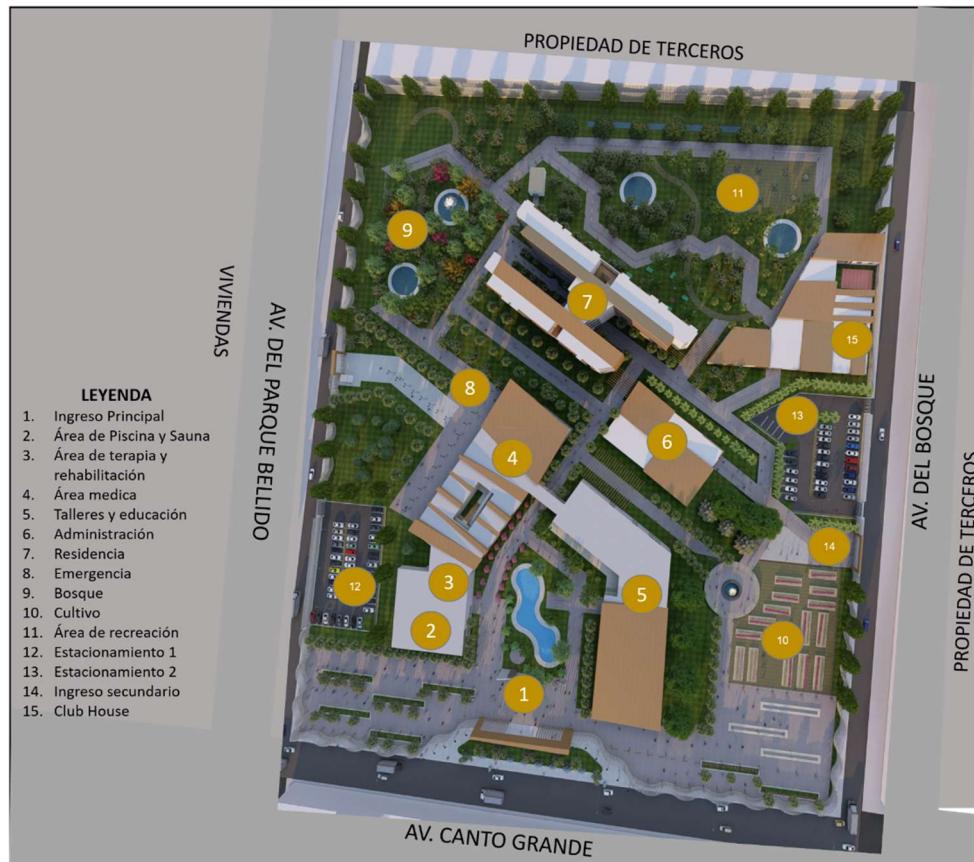 PROPIEDAD DE TERCEROS
VIVIENDAS
AV. DEL PARQUE BELLIDO
AV. DEL BOSQUE
PROPIEDAD DE TERCEROS
AV. CANTO GRANDE
LEYENDA
1. Ingreso Principal
2. Área de Piscina y Sauna
3. Área de terapia y
rehabilitación
4. Área medica
5. Talleres y educación
6. Administración
7. Residencia
8. Emergencia
9. Bosque
10. Cultivo
11. Área de recreación
12. Estacionamiento 1
13. Estacionamiento 2
14. Ingreso secundario
15. Club House
11
9
7
15
8
13
6
4
14
12
3
5
2
10
1